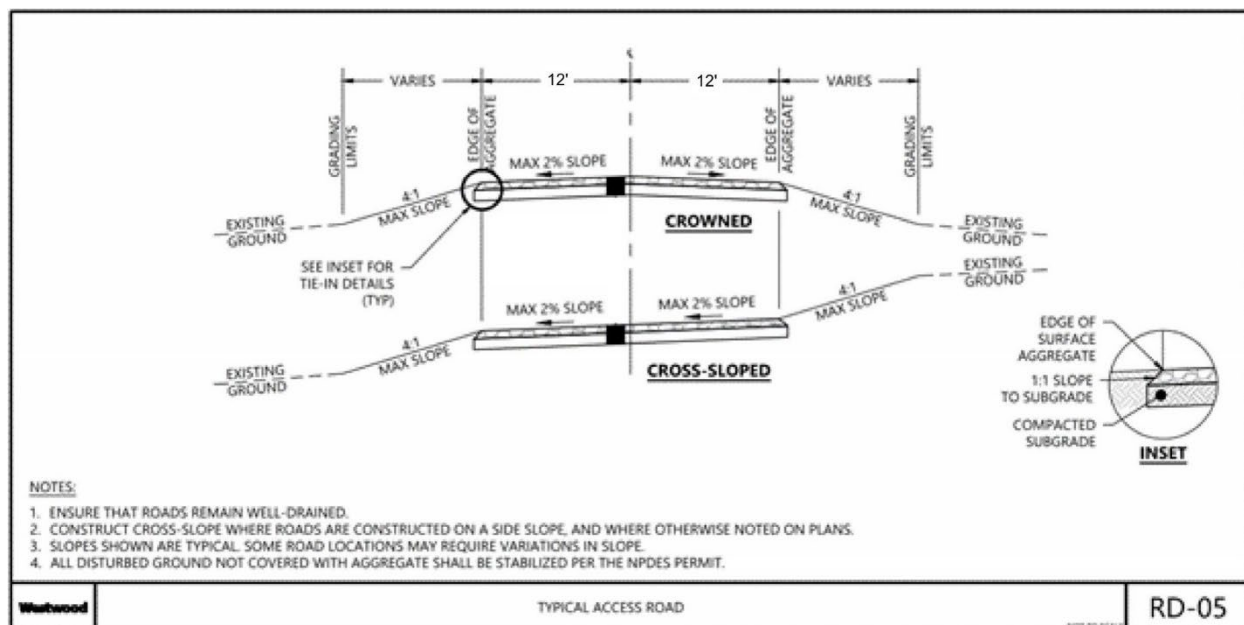 ℄
VARIES 12' 12' VARIES
GRADING
LIMITS
EDGE OF
AGGREGATE
EDGE OF
AGGREGATE
GRADING
LIMITS
MAX 2% SLOPE MAX 2% SLOPE
4:1
MAX SLOPE
4:1
MAX SLOPE
EXISTING
GROUND
CROWNED
EXISTING
GROUND
SEE INSET FOR
TIE-IN DETAILS
(TYP)
EXISTING
GROUND
4:1
MAX SLOPE
MAX 2% SLOPE MAX 2% SLOPE
4:1
MAX SLOPE
EXISTING
GROUND
CROSS-SLOPED
EDGE OF
SURFACE
AGGREGATE
1:1 SLOPE
TO SUBGRADE
COMPACTED
SUBGRADE
INSET
NOTES:
1. ENSURE THAT ROADS REMAIN WELL-DRAINED.
2. CONSTRUCT CROSS-SLOPE WHERE ROADS ARE CONSTRUCTED ON A SIDE SLOPE, AND WHERE OTHERWISE NOTED ON PLANS.
3. SLOPES SHOWN ARE TYPICAL. SOME ROAD LOCATIONS MAY REQUIRE VARIATIONS IN SLOPE.
4. ALL DISTURBED GROUND NOT COVERED WITH AGGREGATE SHALL BE STABILIZED PER THE NPDES PERMIT.
Westwood
TYPICAL ACCESS ROAD
RD-05
NOT TO SCALE